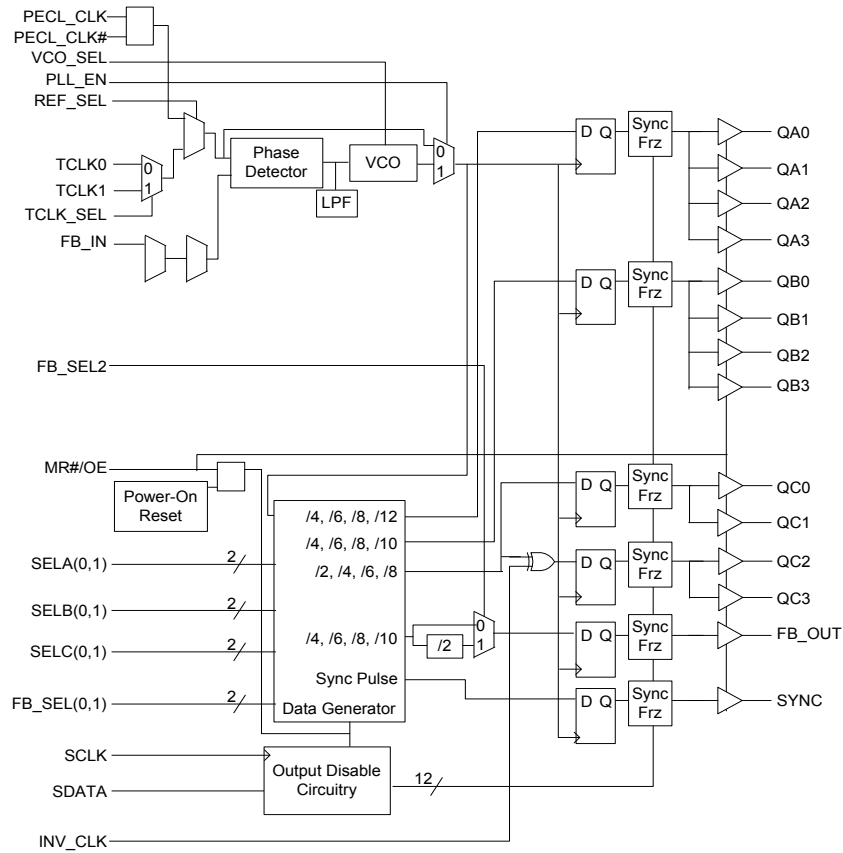 PECL_CLK
PECL_CLK#
VCO_SEL
PLL_EN
REF_SEL
TCLK0
TCLK1
TCLK_SEL
FB_IN
0
1
Phase
Detector
LPF
VCO
0
1
D Q
Sync
Frz
QA0
QA1
QA2
QA3
D Q
Sync
Frz
QB0
QB1
QB2
QB3
FB_SEL2
MR#/OE
Power-On
Reset
SELA(0,1)
2
SELB(0,1)
2
SELC(0,1)
2
FB_SEL(0,1)
2
/4, /6, /8, /12
/4, /6, /8, /10
/2, /4, /6, /8
/4, /6, /8, /10
/2
0
1
Sync Pulse
Data Generator
D Q
Sync
Frz
QC0
QC1
D Q
Sync
Frz
QC2
QC3
D Q
Sync
Frz
FB_OUT
D Q
Sync
Frz
SYNC
SCLK
SDATA
Output Disable
Circuitry
12
INV_CLK